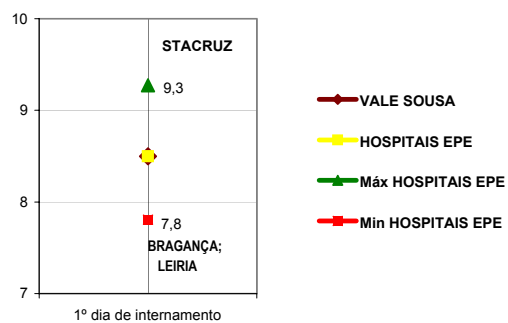 10
STACRUZ
9,3
9
VALE SOUSA
HOSPITAIS EPE
8
Máx HOSPITAIS EPE
7,8
Min HOSPITAIS EPE
BRAGANÇA;
LEIRIA
7
1º dia de internamento